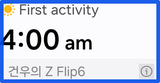 First activity
4:00 am
건우의 Z Flip6